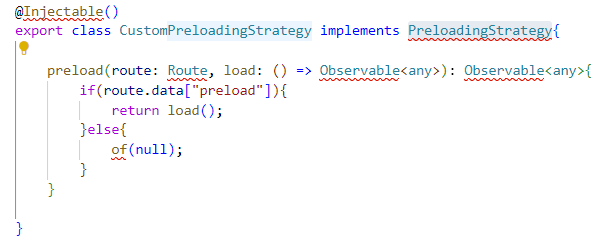 @Injectable()
export class CustomPreloadingStrategy implements PreloadingStrategy{
preload(route: Route, load: () => Observable<any>): Observable<any>{
if(route.data["preload"]){
return load();
}else{
of(null);
}
}
}